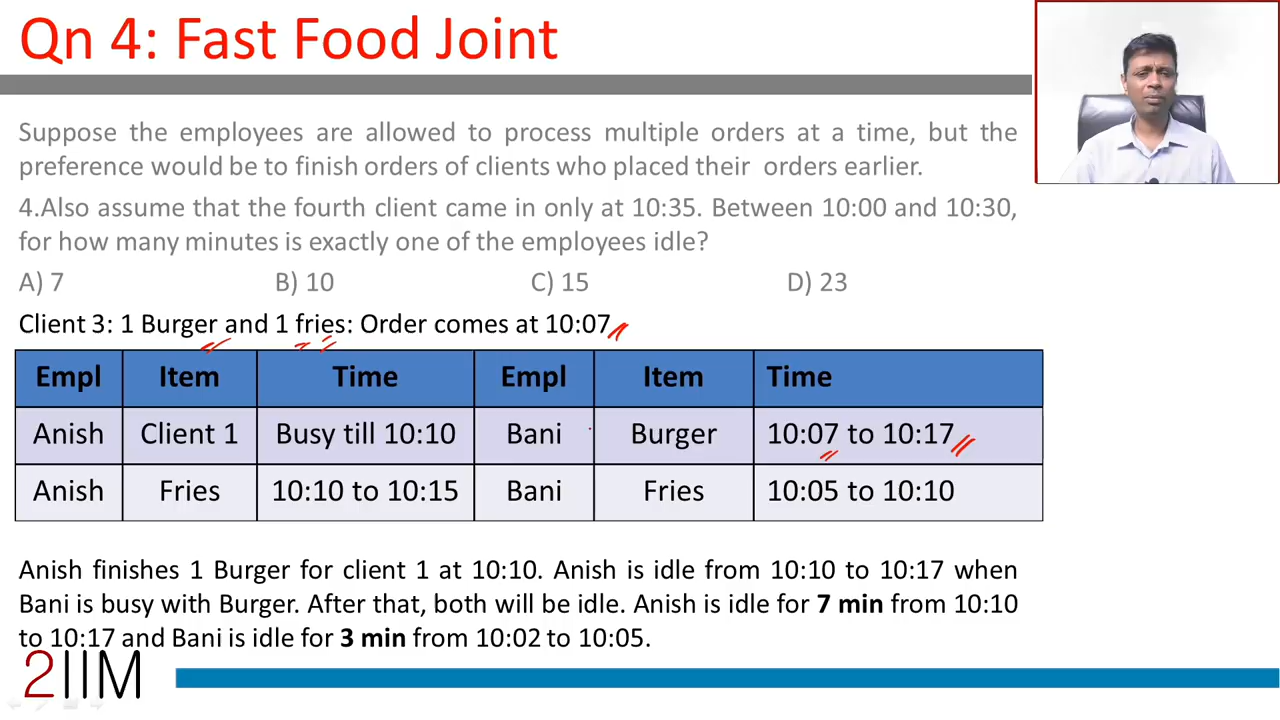 Qn 4: Fast Food Joint
Suppose the employees are allowed to process multiple orders at a time, but the
preference would be to finish orders of clients who placed their orders earlier.
4.Also assume that the fourth client came in only at 10:35. Between 10:00 and 10:30,
for how many minutes is exactly one of the employees idle?
A) 7 B) 10 C) 15 D) 23
Client 3: 1 Burger and 1 fries: Order comes at 10:07
Empl Item Time Empl Item Time
Anish Client 1 Busy till 10:10 Bani Burger 10:07 to 10:17
Anish Fries 10:10 to 10:15 Bani Fries 10:05 to 10:10
Anish finishes 1 Burger for client 1 at 10:10. Anish is idle from 10:10 to 10:17 when
Bani is busy with Burger. After that, both will be idle. Anish is idle for 7 min from 10:10
to 10:17 and Bani is idle for 3 min from 10:02 to 10:05.
2IIM